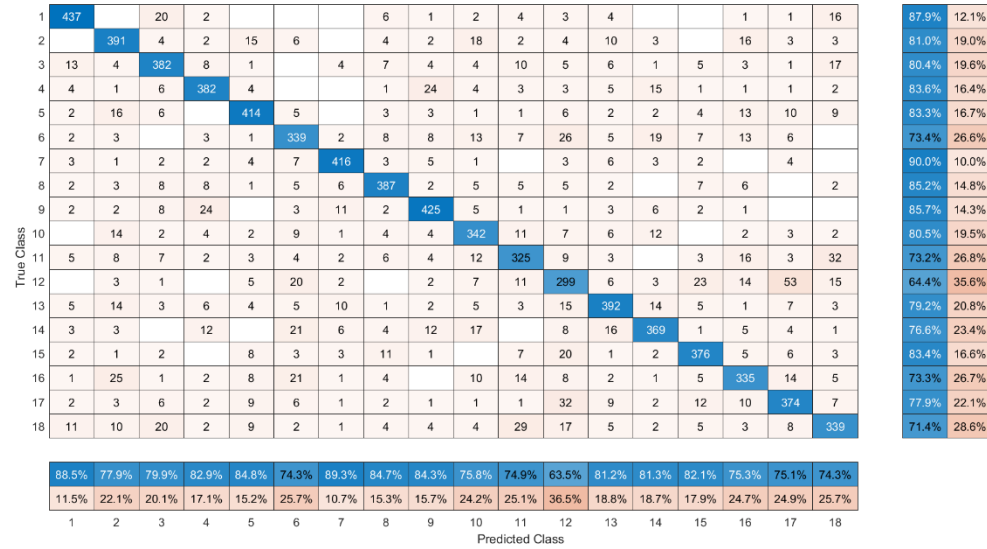 1 437 20 2 6 1 2 4 3 4 1 1 16 87.9% 12.1%
2 391 4 2 15 6 4 2 18 2 4 10 3 16 3 3 81.0% 19.0%
3 13 4 382 8 1 4 7 4 4 10 5 6 1 5 3 1 17 80.4% 19.6%
4 4 1 6 382 4 1 24 4 3 3 5 15 1 1 1 2 83.6% 16.4%
5 2 16 6 414 5 3 3 1 1 6 2 2 4 13 10 9 83.3% 16.7%
6 2 3 3 1 339 2 8 8 13 7 26 5 19 7 13 6 73.4% 26.6%
7 3 1 2 2 4 7 416 3 5 1 3 6 3 2 4 90.0% 10.0%
8 2 3 8 8 1 5 6 387 2 5 5 5 2 7 6 2 85.2% 14.8%
9 2 2 8 24 3 11 2 425 5 1 1 3 6 2 1 85.7% 14.3%
10 14 2 4 2 9 1 4 4 342 11 7 6 12 2 3 2 80.5% 19.5%
11 5 8 7 2 3 4 2 6 4 12 325 9 3 3 16 3 32 73.2% 26.8%
12 3 1 5 20 2 2 7 11 299 6 3 23 14 53 15 64.4% 35.6%
13 5 14 3 6 4 5 10 1 2 5 3 15 392 14 5 1 7 3 79.2% 20.8%
14 3 3 12 21 6 4 12 17 8 16 369 1 5 4 1 76.6% 23.4%
15 2 1 2 8 3 3 11 1 7 20 1 2 376 5 6 3 83.4% 16.6%
16 1 25 1 2 8 21 1 4 10 14 8 2 1 5 335 14 5 73.3% 26.7%
17 2 3 6 2 9 6 1 2 1 1 1 32 9 2 12 10 374 7 77.9% 22.1%
18 11 10 20 2 9 2 1 4 4 4 29 17 5 2 5 3 8 339 71.4% 28.6%
True Class
88.5% 77.9% 79.9% 82.9% 84.8% 74.3% 89.3% 84.7% 84.3% 75.8% 74.9% 63.5% 81.2% 81.3% 82.1% 75.3% 75.1% 74.3%
11.5% 22.1% 20.1% 17.1% 15.2% 25.7% 10.7% 15.3% 15.7% 24.2% 25.1% 36.5% 18.8% 18.7% 17.9% 24.7% 24.9% 25.7%
1 2 3 4 5 6 7 8 9 10 11 12 13 14 15 16 17 18
Predicted Class